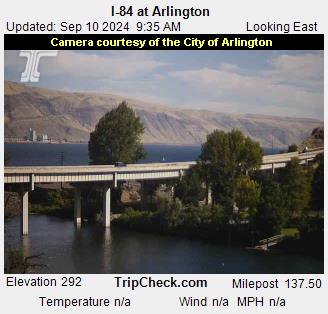 I-84 at Arlington
Updated: Sep 10 2024 9:35 AM Looking East
Camera courtesy of the City of Arlington
Elevation 292 TripCheck.com Milepost 137.50
Temperature n/a Wind n/a MPH n/a